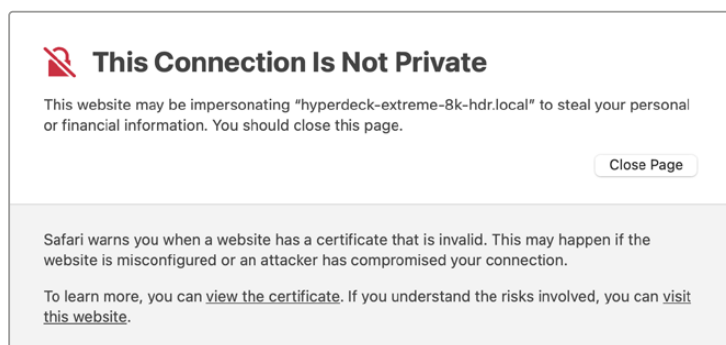 This Connection Is Not Private
This website may be impersonating “hyperdeck-extreme-8k-hdr.local” to steal your personal
or financial information. You should close this page.
Close Page
Safari warns you when a website has a certificate that is invalid. This may happen if the
website is misconfigured or an attacker has compromised your connection.
To learn more, you can view the certificate. If you understand the risks involved, you can visit
this website.